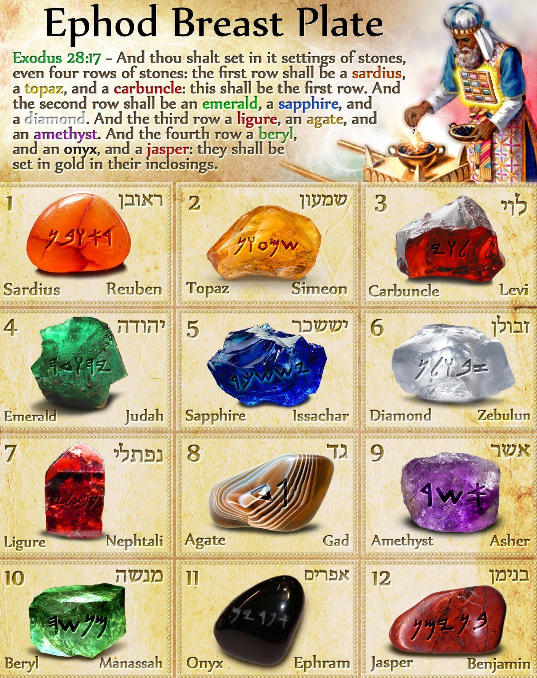 Ephod Breast Plate
Exodus 28:17 - And thou shalt set in it settings of stones,
even four rows of stones: the first row shall be a sardius,
a topaz, and a carbuncle: this shall be the first row. And
the second row shall be an emerald, a sapphire, and
a diamond. And the third row a ligure, an agate, and
an amethyst. And the fourth row a beryl,
and an onyx, and a jasper: they shall be
set in gold in their inclosings.
1 ראובן
Sardius Reuben
2 שמעון
Topaz Simeon
3 לוי
Carbuncle Levi
4 יהודה
Emerald Judah
5 יששכר
Sapphire Issachar
6 זבולן
Diamond Zebulun
7 נפתלי
Ligure Nephtali
8 גד
Agate Gad
9 אשר
Amethyst Asher
10 מנשה
Beryl Manassah
11 אפרים
Onyx Ephram
12 בנימן
Jasper Benjamin